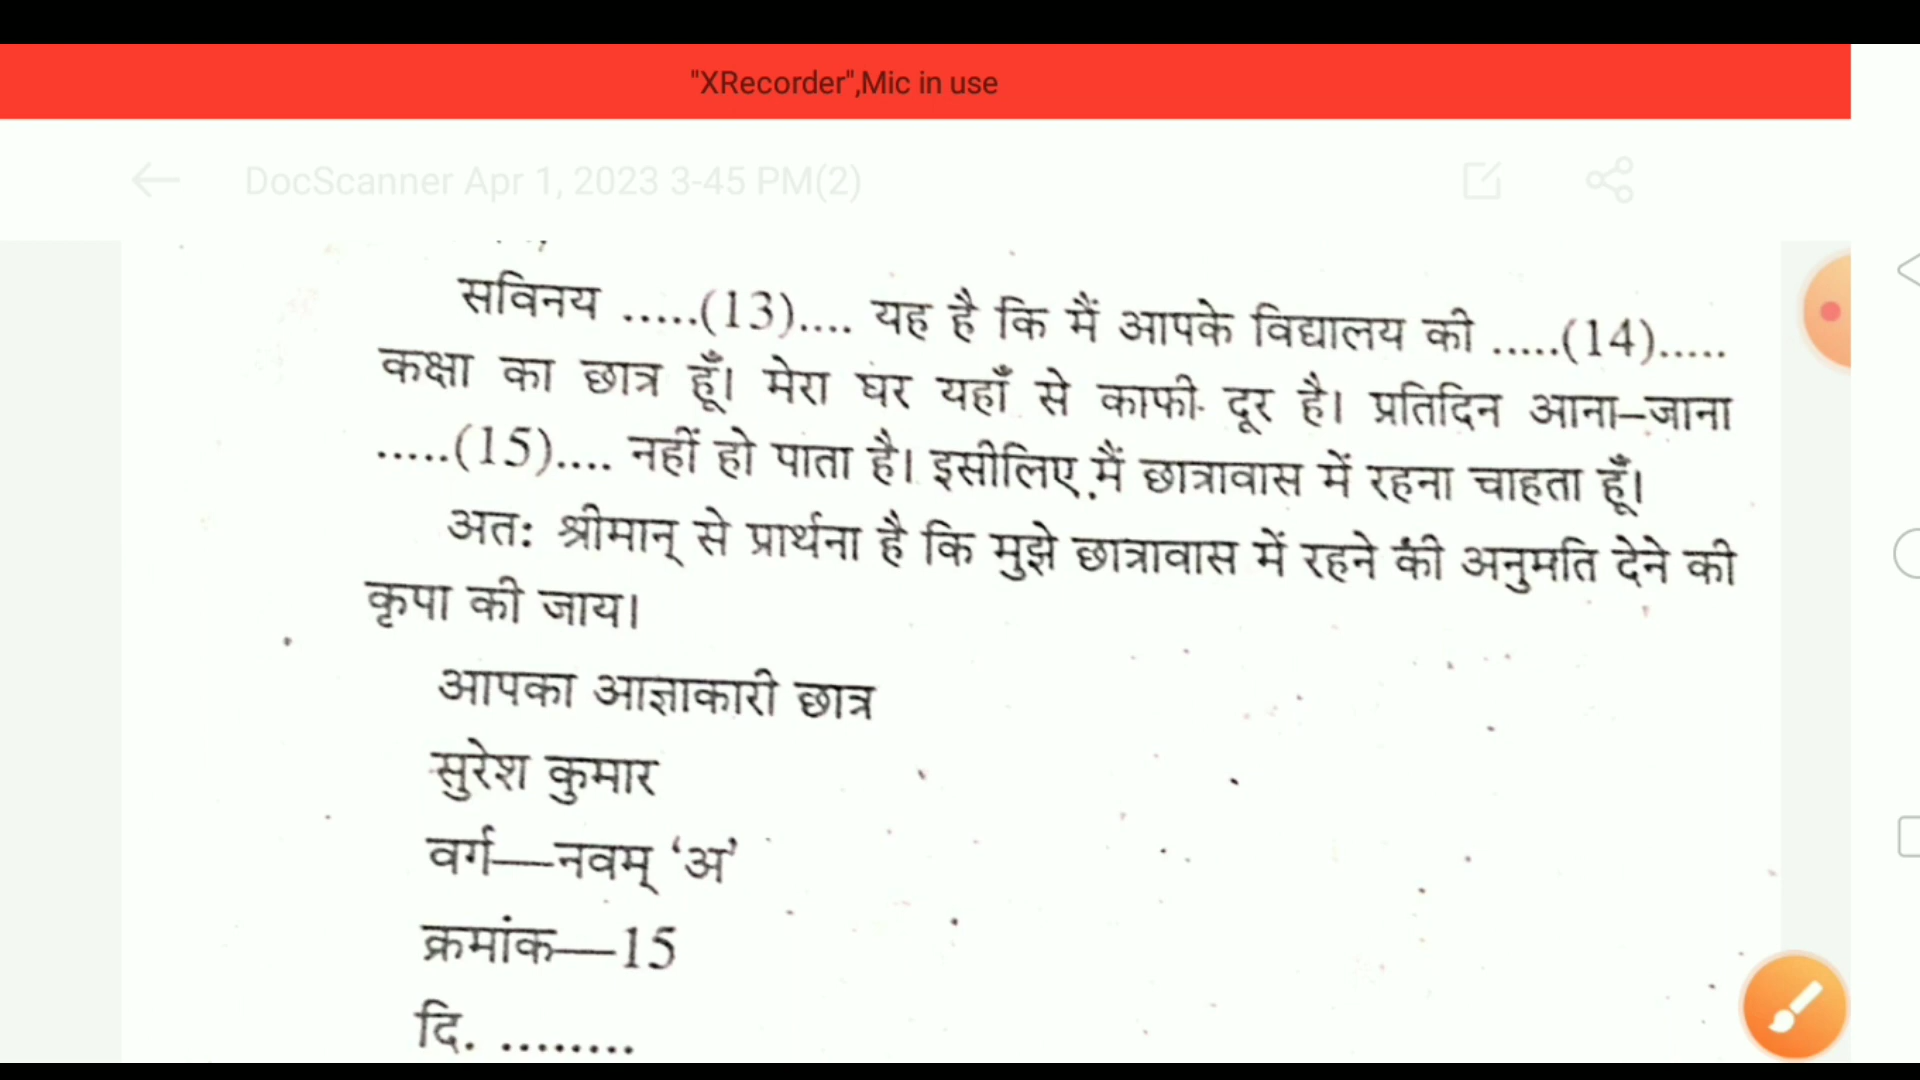 "XRecorder",Mic in use
DocScanner Apr 1, 2023 3-45 PM(2)
सविनय .....(13).... यह है कि मैं आपके विद्यालय की .....(14).....
कक्षा का छात्र हूँ। मेरा घर यहाँ से काफी दूर है। प्रतिदिन आना–जाना
.....(15).... नहीं हो पाता है। इसीलिए मैं छात्रावास में रहना चाहता हूँ।
अतः श्रीमान् से प्रार्थना है कि मुझे छात्रावास में रहने की अनुमति देने की
कृपा की जाय।
आपका आज्ञाकारी छात्र
सुरेश कुमार
वर्ग—नवम् ‘अ’
क्रमांक—15
दि. ........